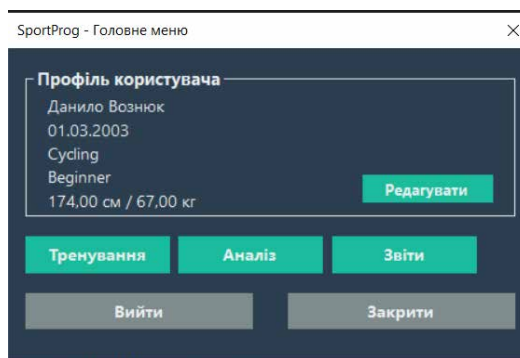 SportProg - Головне меню
Профіль користувача
Данило Вознюк
01.03.2003
Cycling
Beginner
174,00 см / 67,00 кг
Редагувати
Тренування Аналіз Звіти
Вийти Закрити